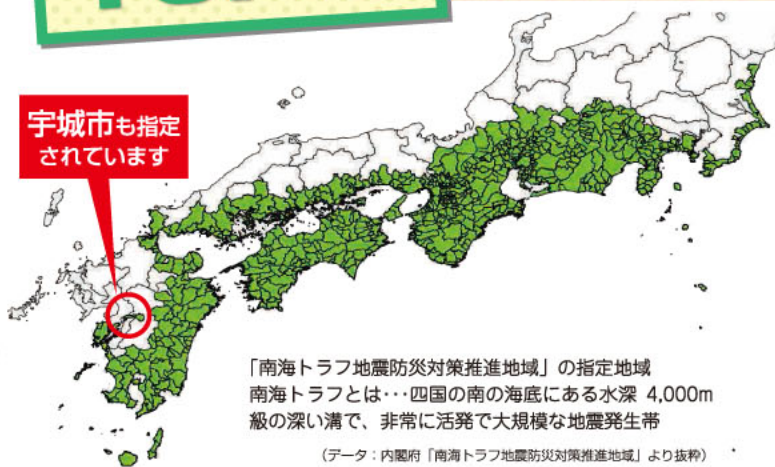 宇城市も指定
されています
「南海トラフ地震防災対策推進地域」の指定地域
南海トラフとは･･･四国の南の海底にある水深 4,000m
級の深い溝で、非常に活発で大規模な地震発生帯
（データ：内閣府「南海トラフ地震防災対策推進地域」より抜粋）